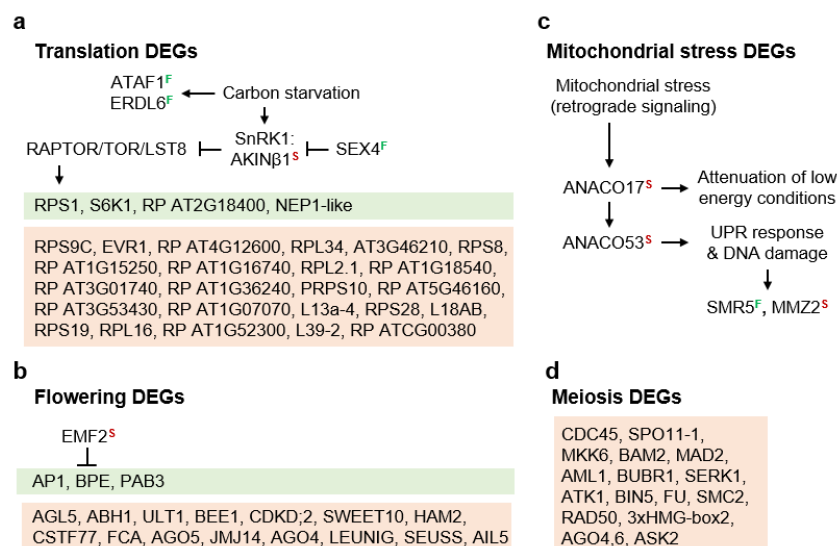 a
Translation DEGs
ATAF1F
ERDL6F
Carbon starvation
RAPTOR/TOR/LST8
SnRK1:
AKINβ1S
SEX4F
RPS1, S6K1, RP AT2G18400, NEP1-like
RPS9C, EVR1, RP AT4G12600, RPL34, AT3G46210, RPS8,
RP AT1G15250, RP AT1G16740, RPL2.1, RP AT1G18540,
RP AT3G01740, RP AT1G36240, PRPS10, RP AT5G46160,
RP AT3G53430, RP AT1G07070, L13a-4, RPS28, L18AB,
RPS19, RPL16, RP AT1G52300, L39-2, RP ATCG00380
b
Flowering DEGs
EMF2S
AP1, BPE, PAB3
AGL5, ABH1, ULT1, BEE1, CDKD;2, SWEET10, HAM2,
CSTF77, FCA, AGO5, JMJ14, AGO4, LEUNIG, SEUSS, AIL5
c
Mitochondrial stress DEGs
Mitochondrial stress
(retrograde signaling)
ANACO17S
Attenuation of low
energy conditions
ANACO53S
UPR response
& DNA damage
SMR5F, MMZ2S
d
Meiosis DEGs
CDC45, SPO11-1,
MKK6, BAM2, MAD2,
AML1, BUBR1, SERK1,
ATK1, BIN5, FU, SMC2,
RAD50, 3xHMG-box2,
AGO4,6, ASK2